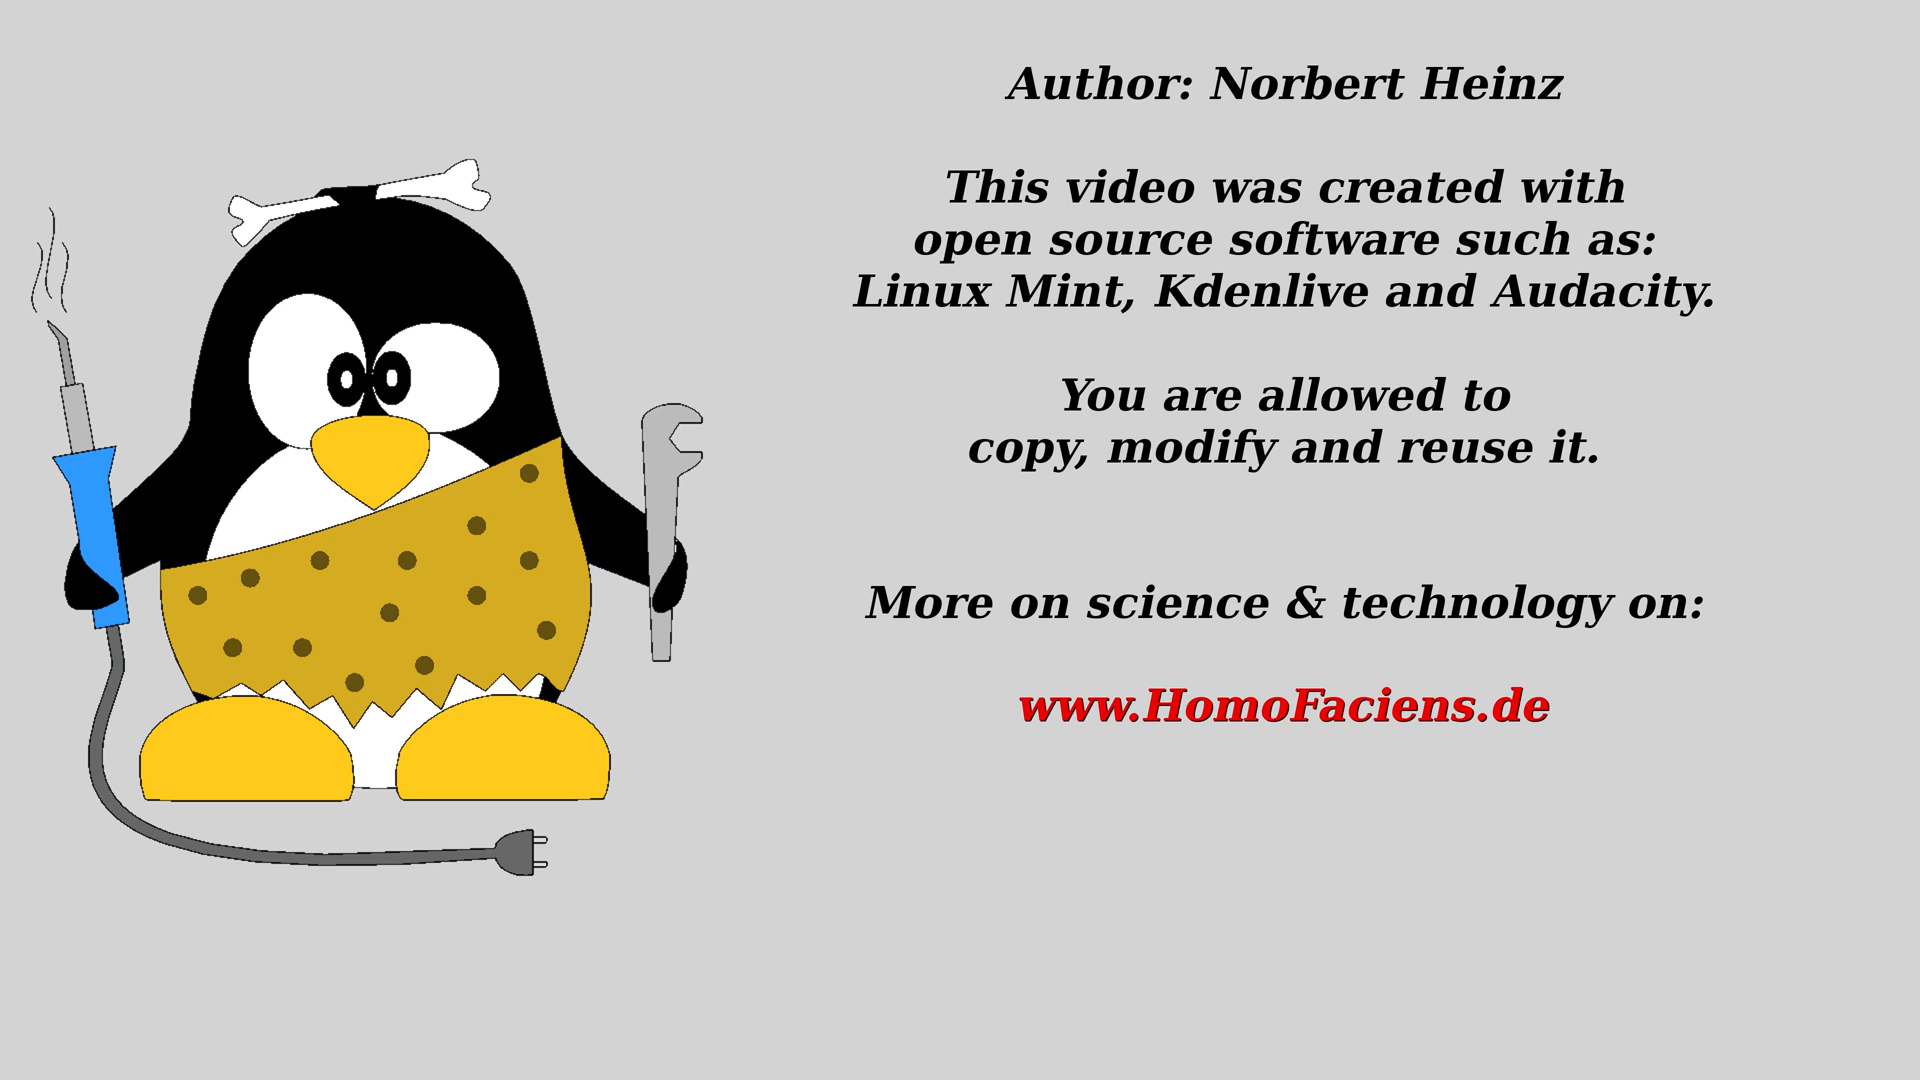 Author: Norbert Heinz
This video was created with
open source software such as:
Linux Mint, Kdenlive and Audacity.
You are allowed to
copy, modify and reuse it.
More on science & technology on:
www.HomoFaciens.de